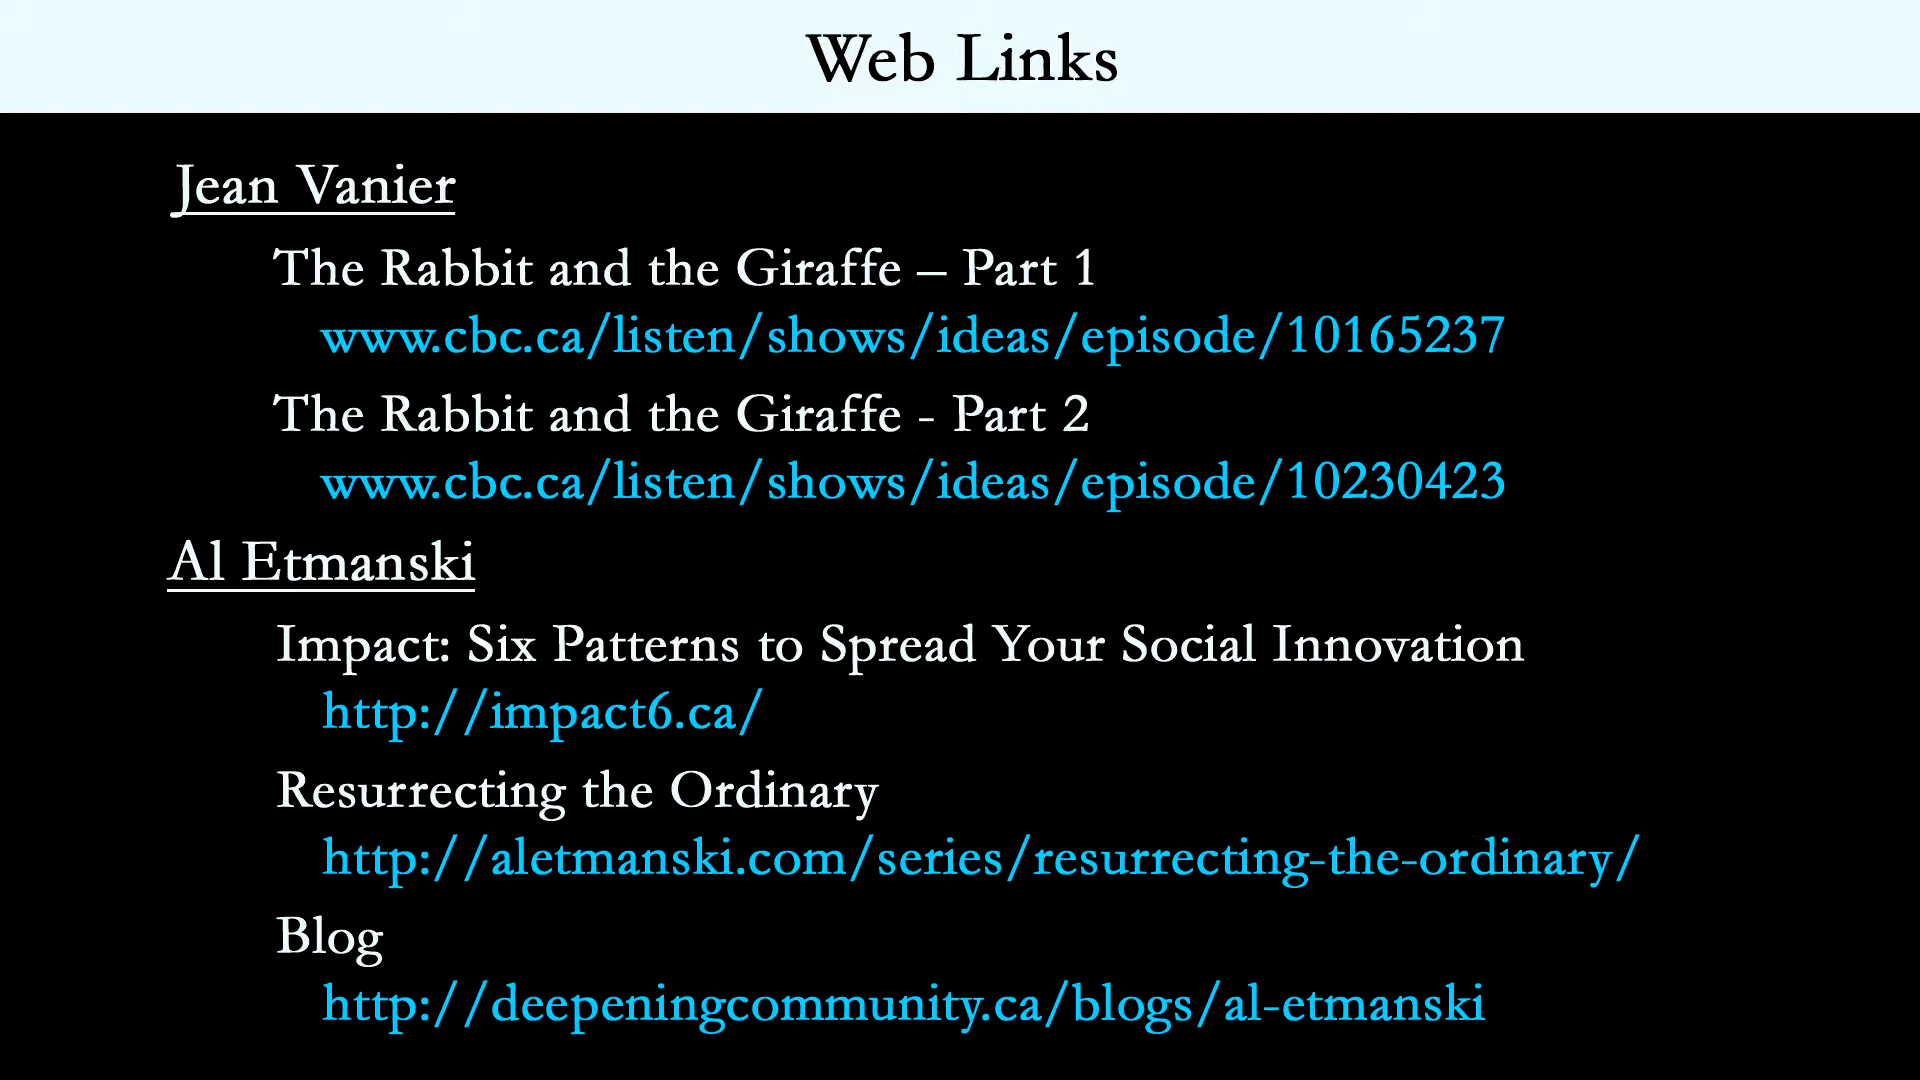 Web Links
Jean Vanier
The Rabbit and the Giraffe – Part 1
www.cbc.ca/listen/shows/ideas/episode/10165237
The Rabbit and the Giraffe - Part 2
www.cbc.ca/listen/shows/ideas/episode/10230423
Al Etmanski
Impact: Six Patterns to Spread Your Social Innovation
http://impact6.ca/
Resurrecting the Ordinary
http://aletmanski.com/series/resurrecting-the-ordinary/
Blog
http://deepeningcommunity.ca/blogs/al-etmanski